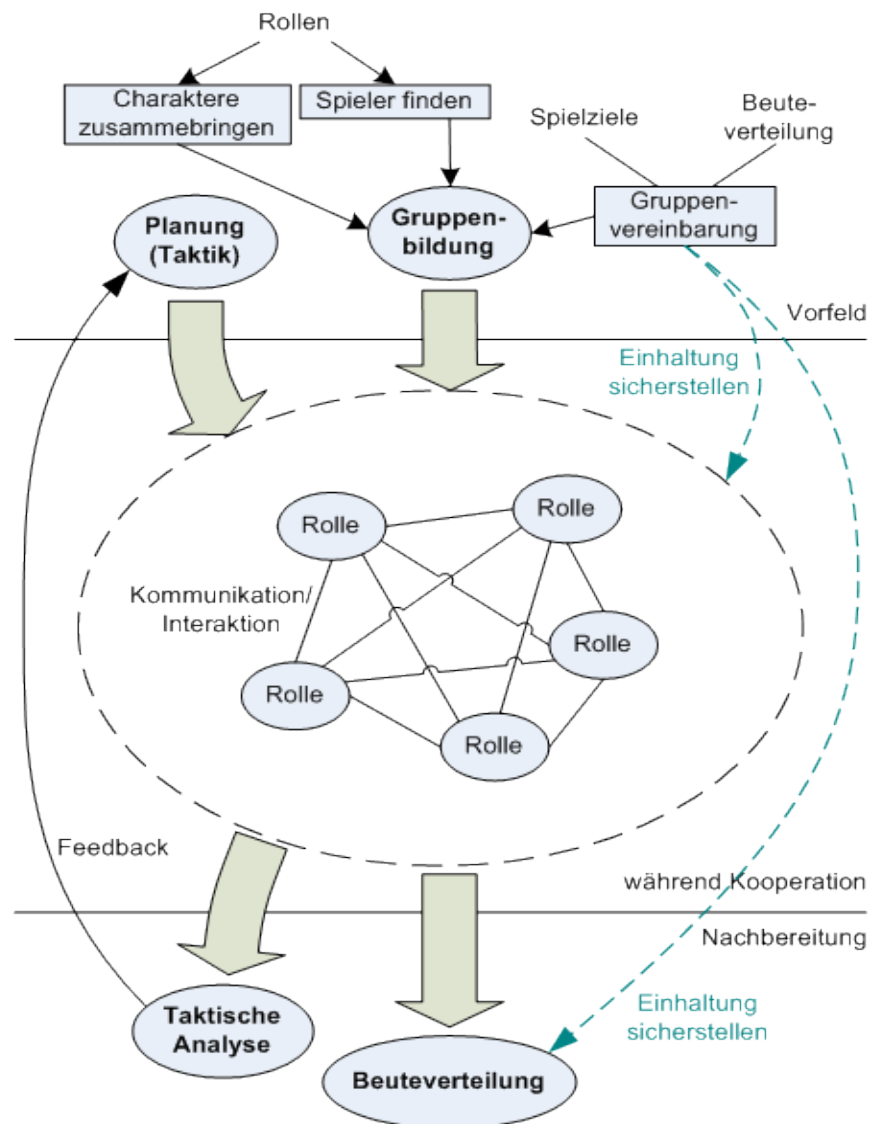 Rollen
Charaktere
zusammebringen
Spieler finden
Spielziele
Beute-
verteilung
Planung
(Taktik)
Gruppen-
bildung
Gruppen-
vereinbarung
Vorfeld
Einhaltung
sicherstellen
Rolle
Rolle
Kommunikation/
Interaktion
Rolle
Rolle
Rolle
Feedback
während Kooperation
Nachbereitung
Taktische
Analyse
Einhaltung
sicherstellen
Beuteverteilung